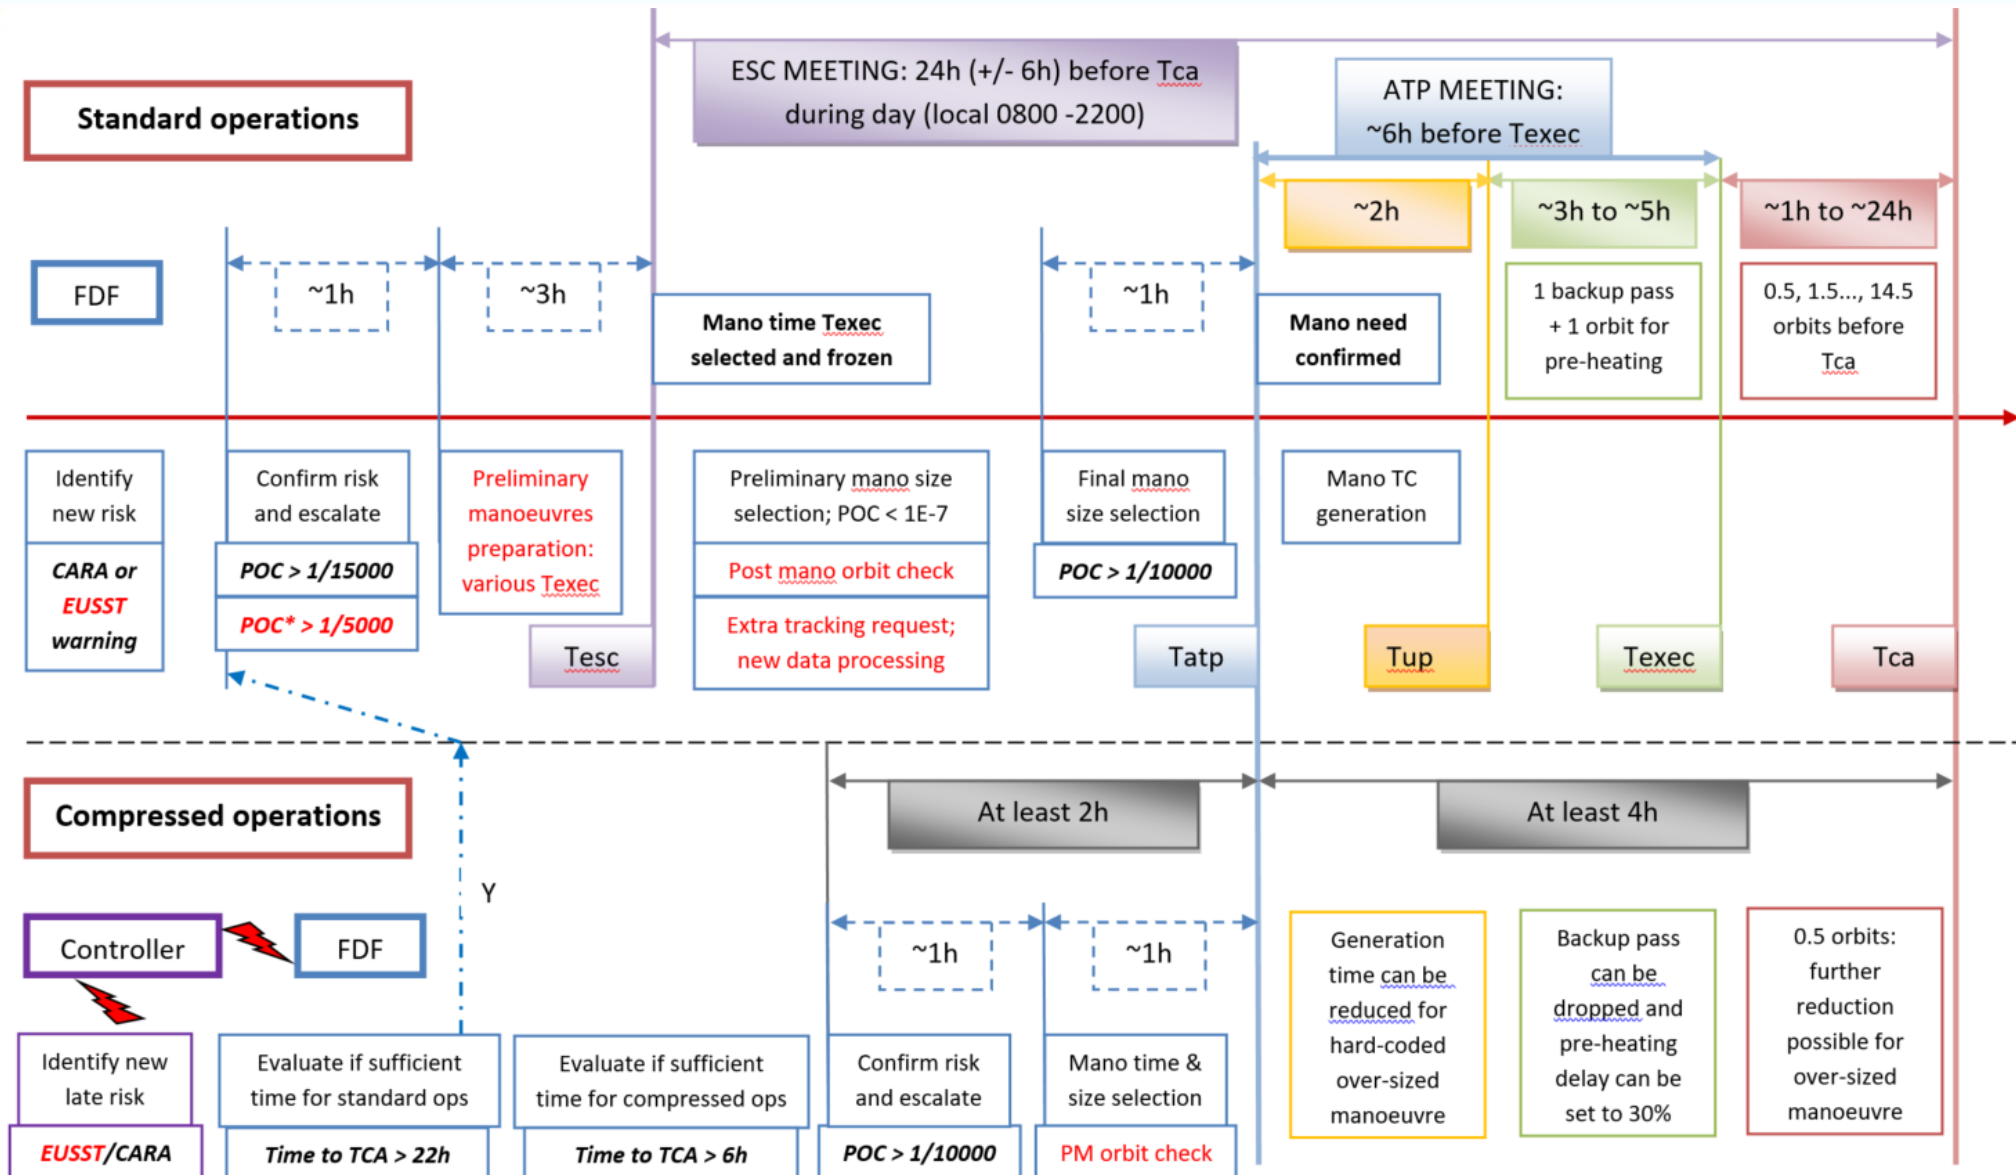 ESC MEETING: 24h (+/- 6h) before Tca
during day (local 0800 -2200)
ATP MEETING:
~6h before Texec
Standard operations
~2h
~3h to ~5h
~1h to ~24h
FDF
~1h
~3h
~1h
Mano time Texec
selected and frozen
Mano need
confirmed
1 backup pass
+ 1 orbit for
pre-heating
0.5, 1.5..., 14.5
orbits before
Tca
Identify
new risk
CARA or
EUSST
warning
Confirm risk
and escalate
POC > 1/15000
POC* > 1/5000
Preliminary
manoeuvres
preparation:
various Texec
Preliminary mano size
selection; POC < 1E-7
Post mano orbit check
Extra tracking request;
new data processing
Final mano
size selection
POC > 1/10000
Mano TC
generation
Tesc
Tatp
Tup
Texec
Tca
Compressed operations
At least 2h
At least 4h
Y
Controller
FDF
~1h
~1h
Identify new
late risk
EUSST/CARA
Evaluate if sufficient
time for standard ops
Time to TCA > 22h
Evaluate if sufficient
time for compressed ops
Time to TCA > 6h
Confirm risk
and escalate
POC > 1/10000
Mano time &
size selection
PM orbit check
Generation
time can be
reduced for
hard-coded
over-sized
manoeuvre
Backup pass
can be
dropped and
pre-heating
delay can be
set to 30%
0.5 orbits:
further
reduction
possible for
over-sized
manoeuvre